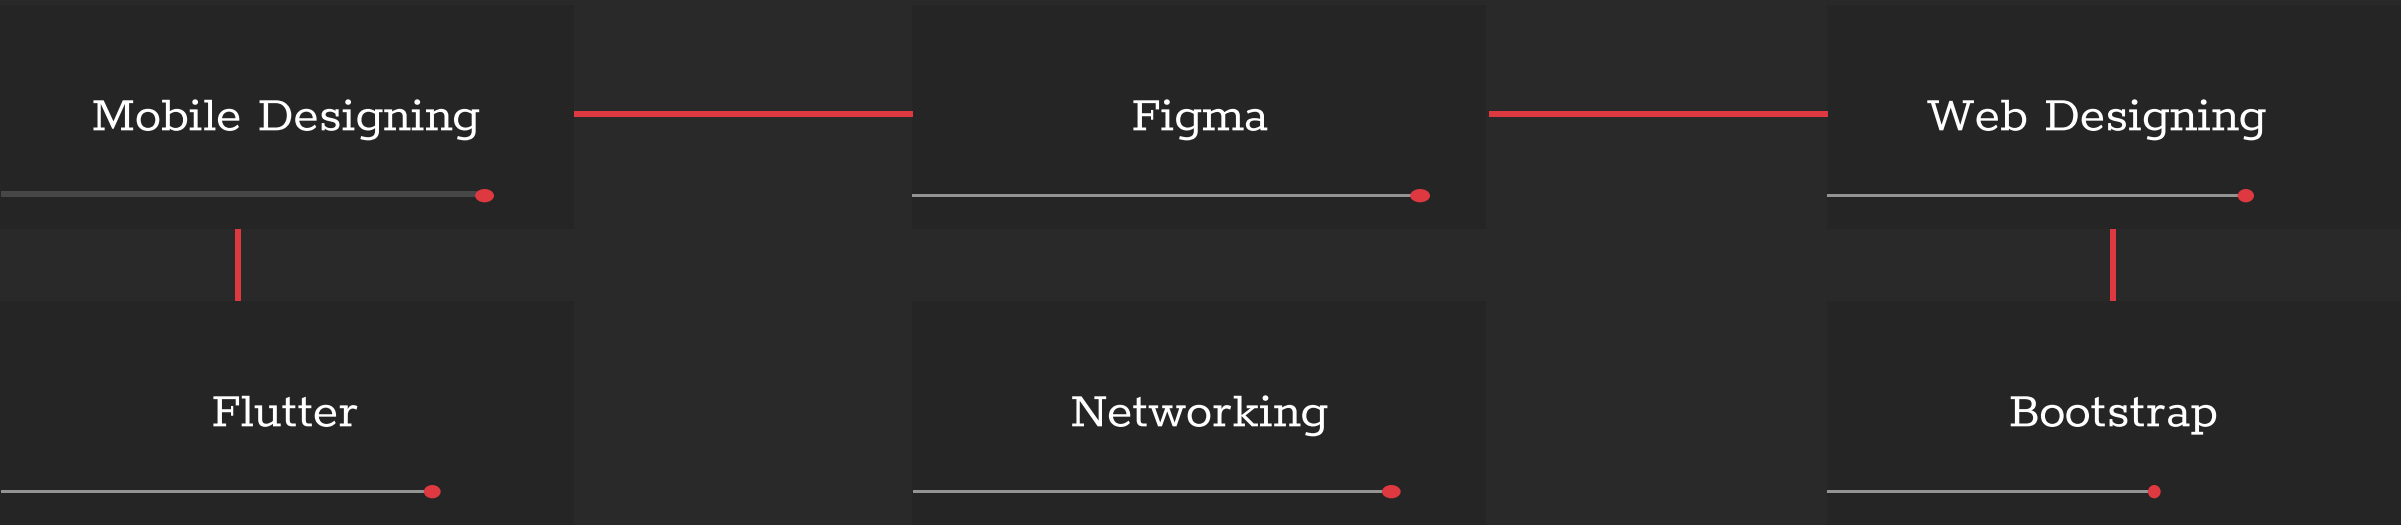 Mobile Designing
Figma
Web Designing
Flutter
Networking
Bootstrap